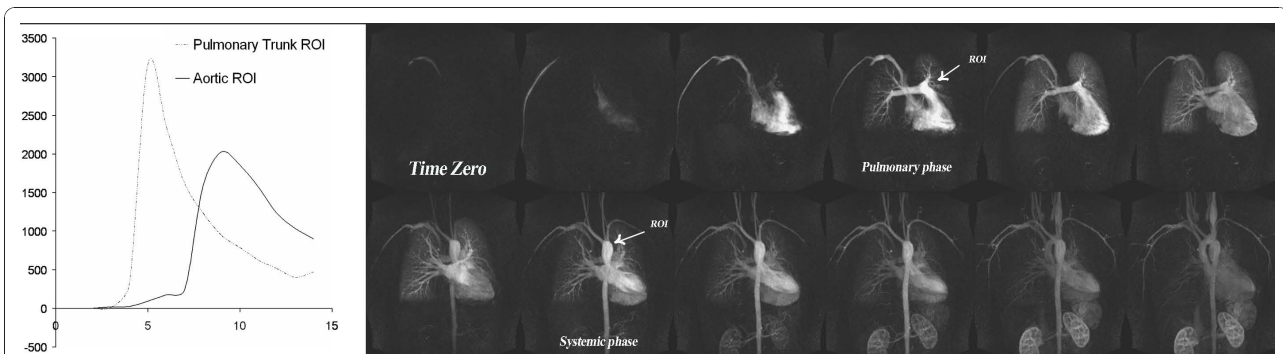 3500
3000
2500
2000
1500
1000
500
0
-500
0 5 10 15
Pulmonary Trunk ROI
Aortic ROI
Time Zero
ROI
Pulmonary phase
ROI
Systemic phase